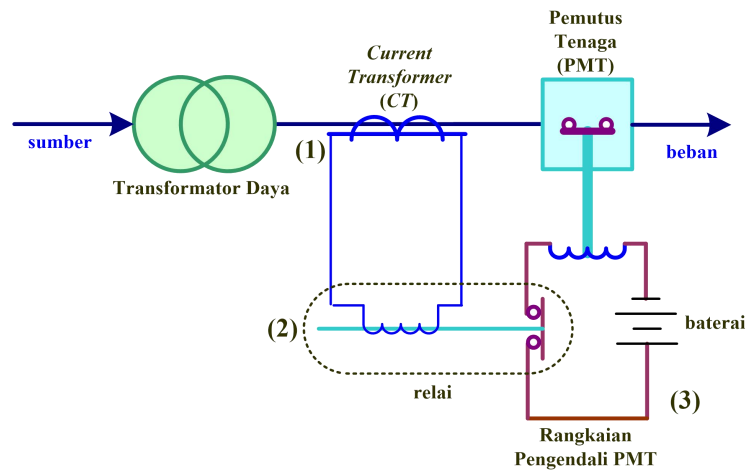 Pemutus
Tenaga
(PMT)
Current
Transformer
(CT)
sumber
(1)
beban
Transformator Daya
(2)
baterai
relai
(3)
Rangkaian
Pengendali PMT